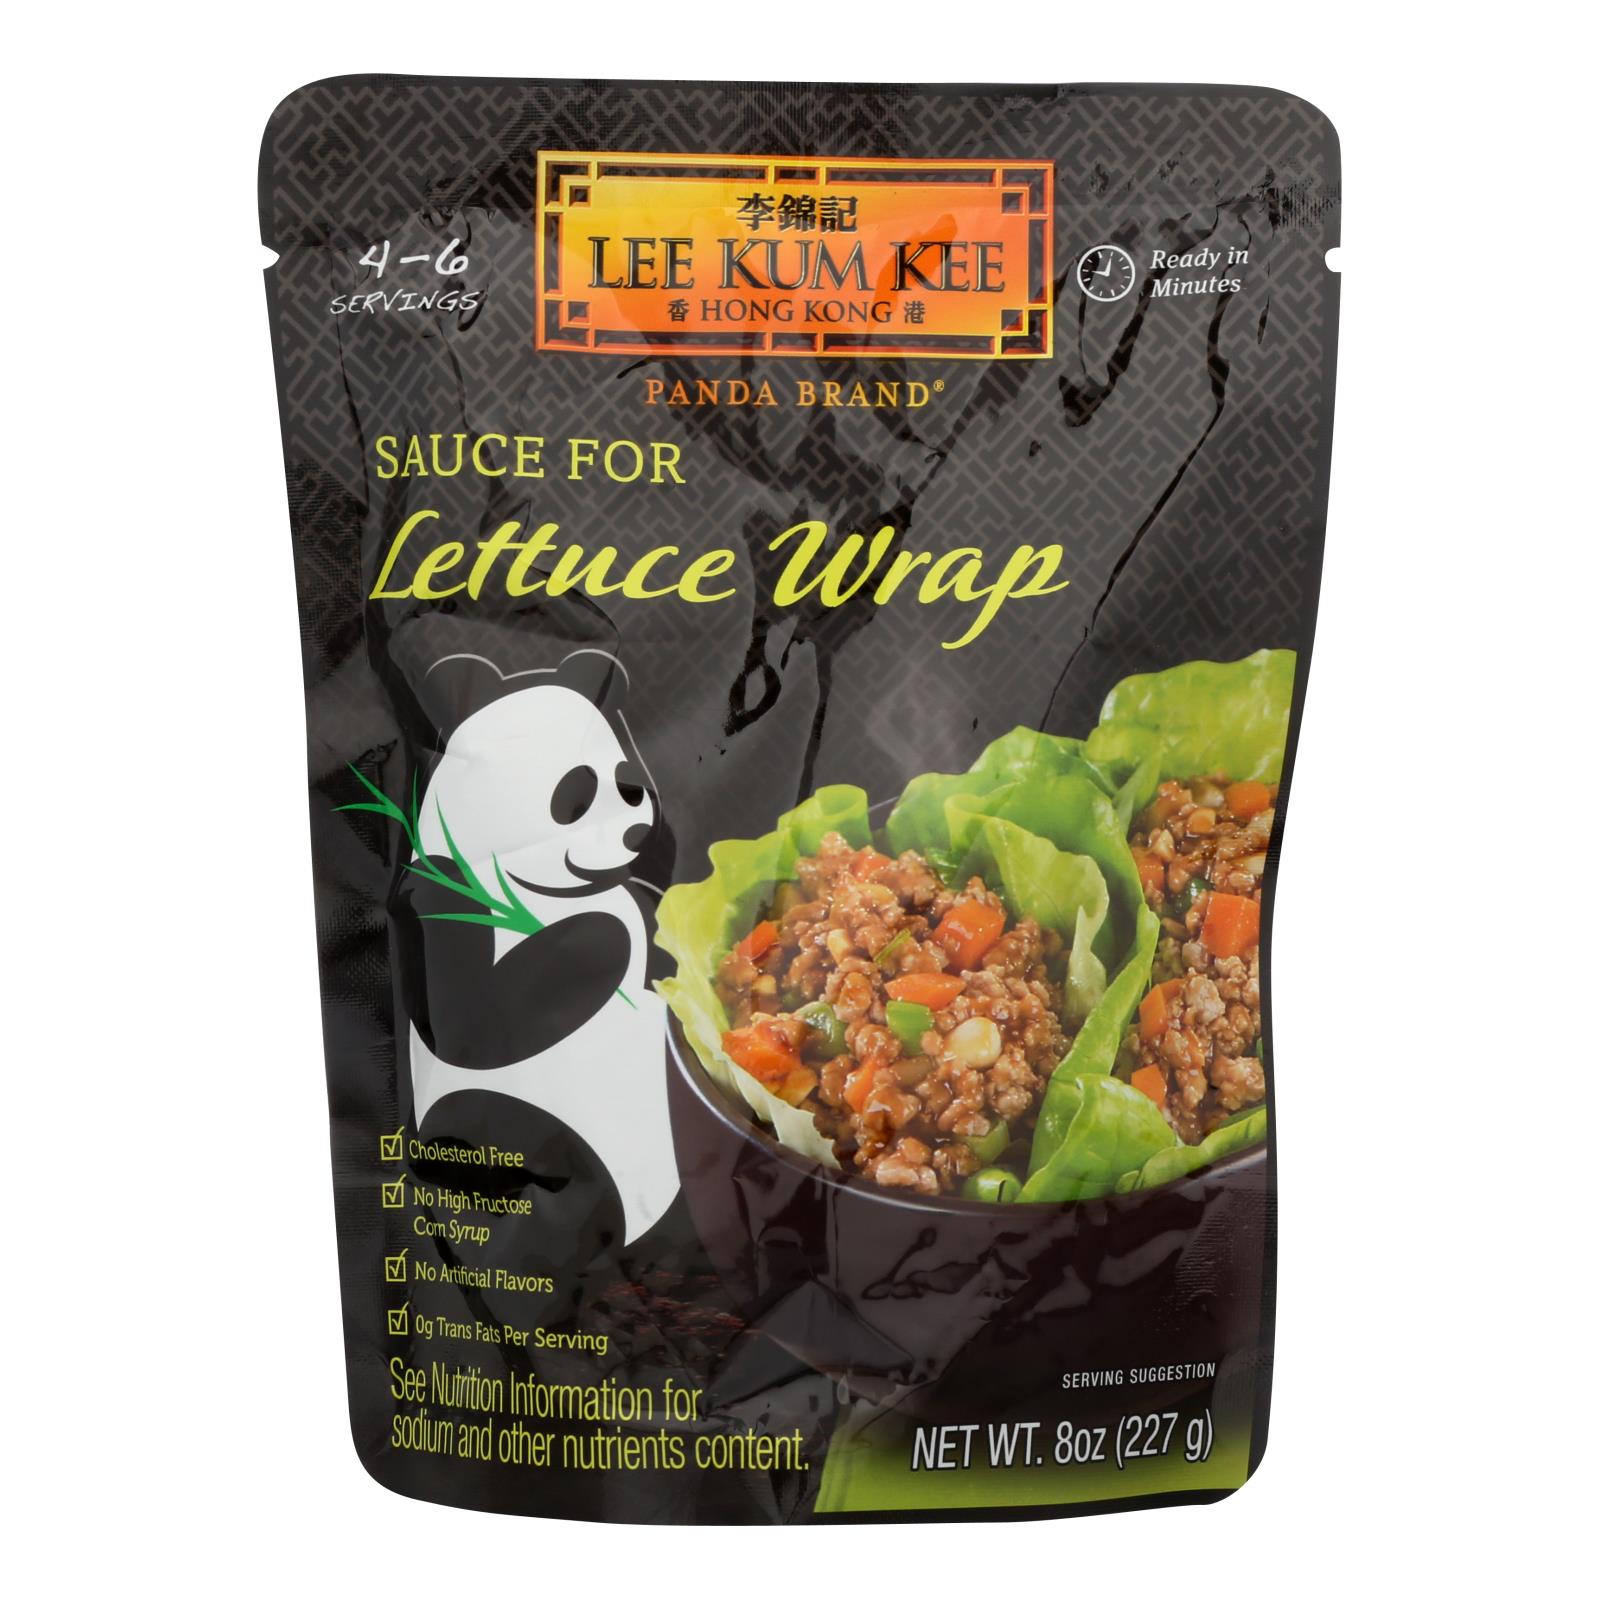 李錦記
LEE KUM KEE
香 HONG KONG 港
4-6
SERVINGS
Ready in
Minutes
PANDA BRAND®
SAUCE FOR
Lettuce Wrap
Cholesterol Free
No High Fructose
Corn Syrup
No Artificial Flavors
0g Trans Fats Per Serving
See Nutrition Information for
sodium and other nutrients content.
SERVING SUGGESTION
NET WT. 8oz (227 g)